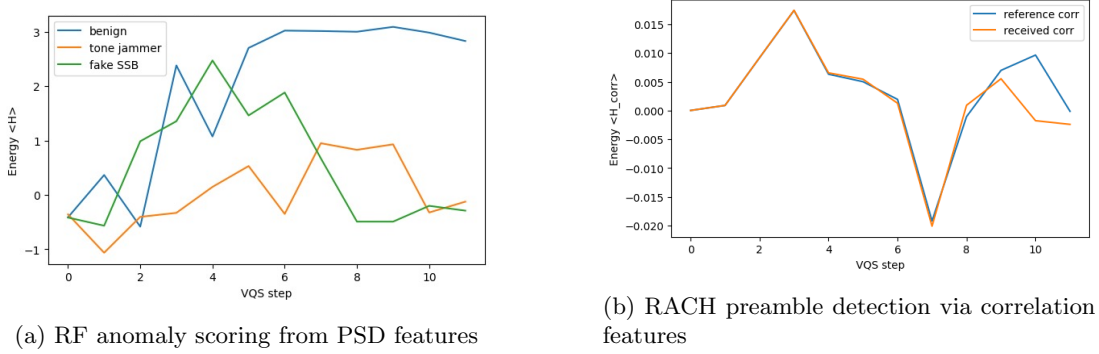 benign
tone jammer
fake SSB
Energy <H>
3
2
1
0
−1
0 2 4 6 8 10
VQS step
(a) RF anomaly scoring from PSD features
reference corr
received corr
Energy <H_corr>
0.015
0.010
0.005
0.000
−0.005
−0.010
−0.015
−0.020
0 2 4 6 8 10
VQS step
(b) RACH preamble detection via correlation
features